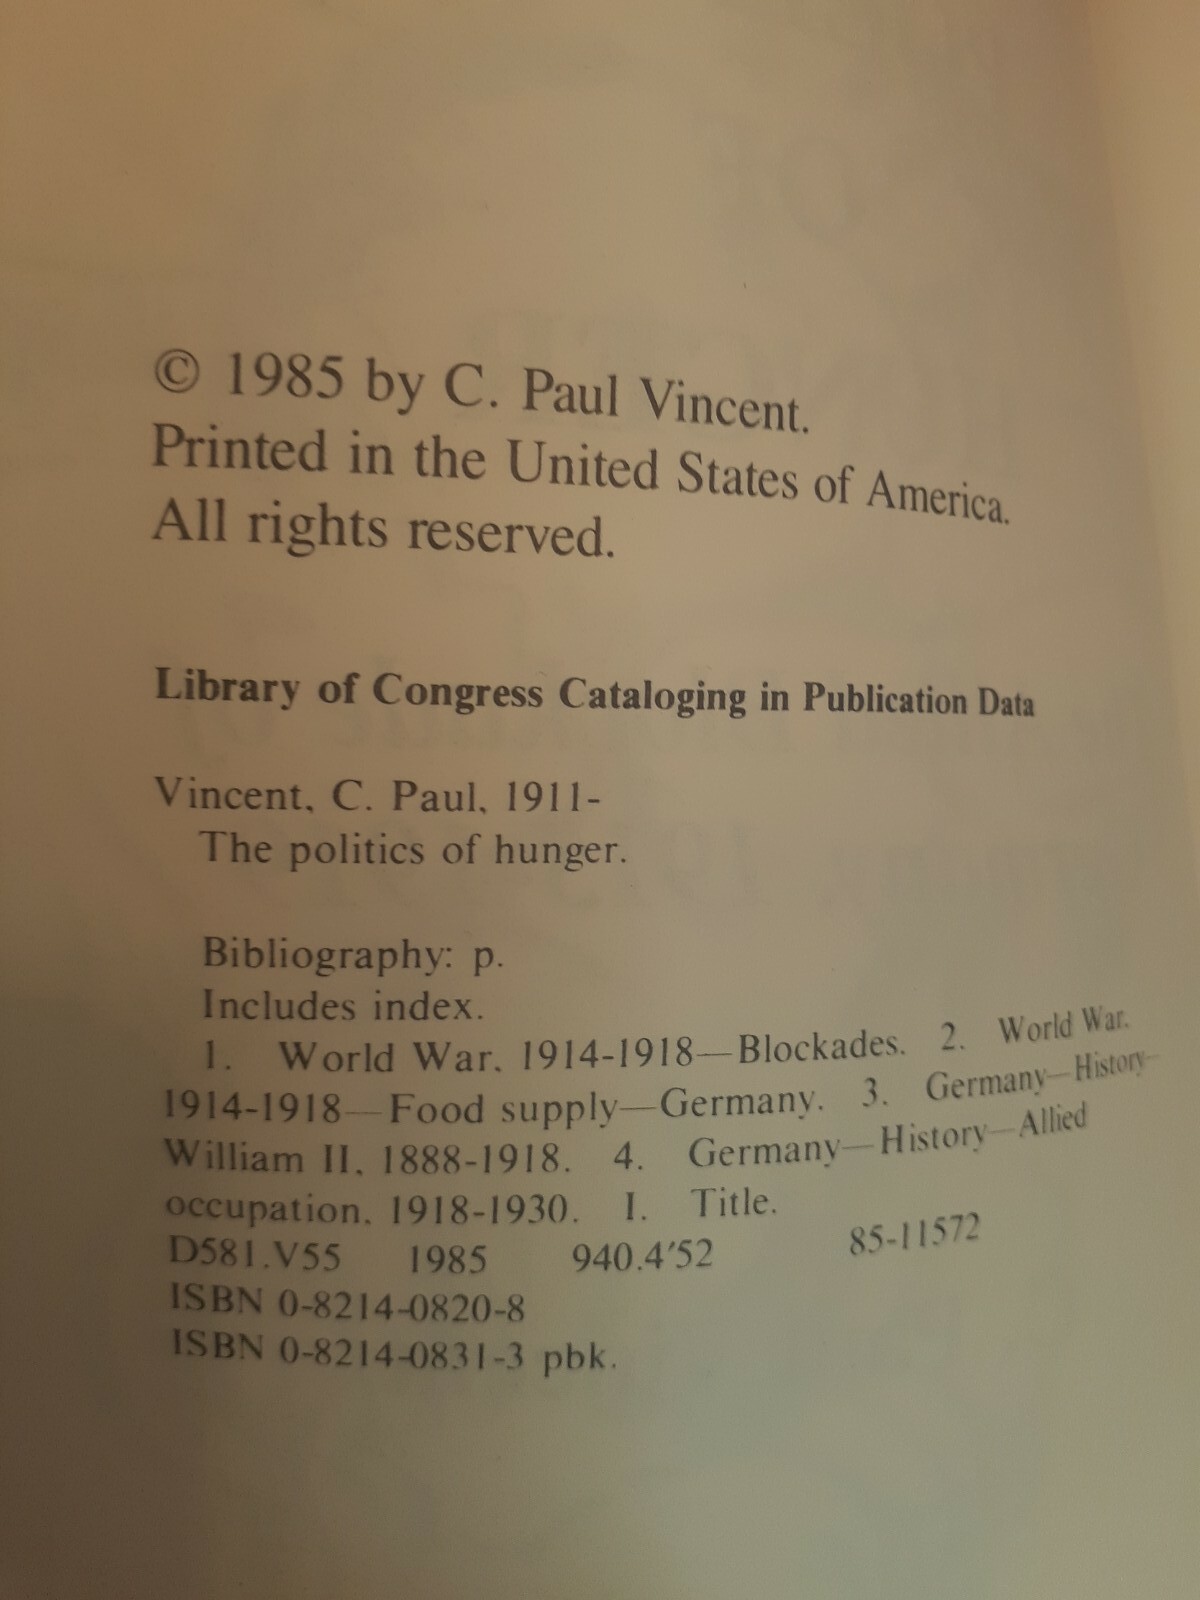 © 1985 by C. Paul Vincent.
Printed in the United States of America.
All rights reserved.
Library of Congress Cataloging in Publication Data
Vincent, C. Paul, 1911-
The politics of hunger.
Bibliography: p.
Includes index.
1. World War, 1914-1918—Blockades. 2. World War,
1914-1918—Food supply—Germany. 3. Germany—History—
William II, 1888-1918. 4. Germany—History—Allied
occupation, 1918-1930. I. Title.
D581.V55 1985 940.4'52 85-11572
ISBN 0-8214-0820-8
ISBN 0-8214-0831-3 pbk.